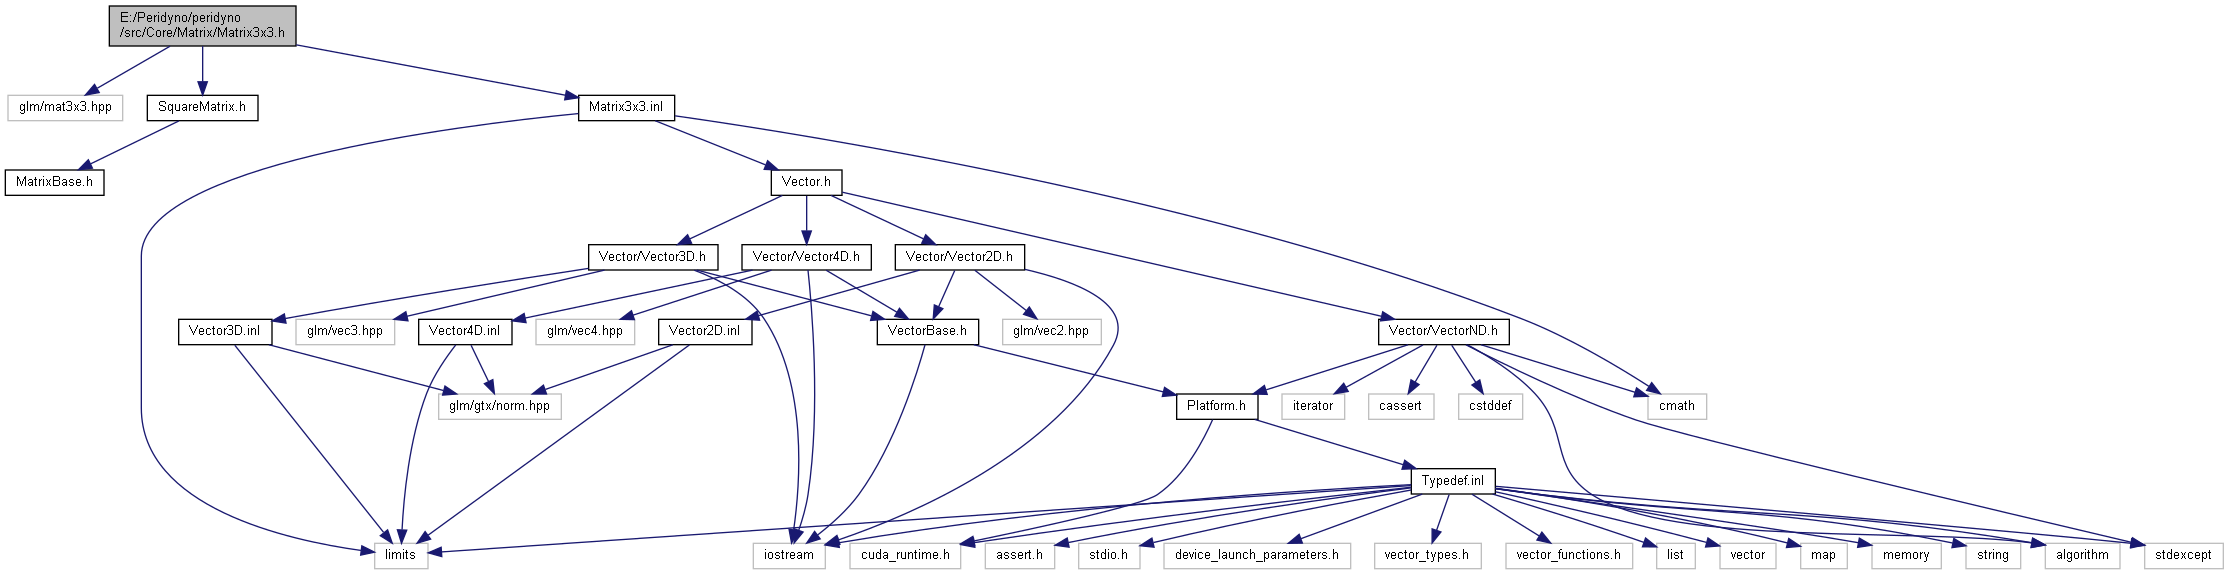 E:/Peridyno/peridyno
/src/Core/Matrix/Matrix3x3.h
glm/mat3x3.hpp
SquareMatrix.h
Matrix3x3.inl
MatrixBase.h
Vector.h
Vector/Vector3D.h
Vector/Vector4D.h
Vector/Vector2D.h
Vector3D.inl
glm/vec3.hpp
Vector4D.inl
glm/vec4.hpp
Vector2D.inl
VectorBase.h
glm/vec2.hpp
Vector/VectorND.h
glm/gtx/norm.hpp
Platform.h
iterator
cassert
cstddef
cmath
Typedef.inl
limits
iostream
cuda_runtime.h
assert.h
stdio.h
device_launch_parameters.h
vector_types.h
vector_functions.h
list
vector
map
memory
string
algorithm
stdexcept